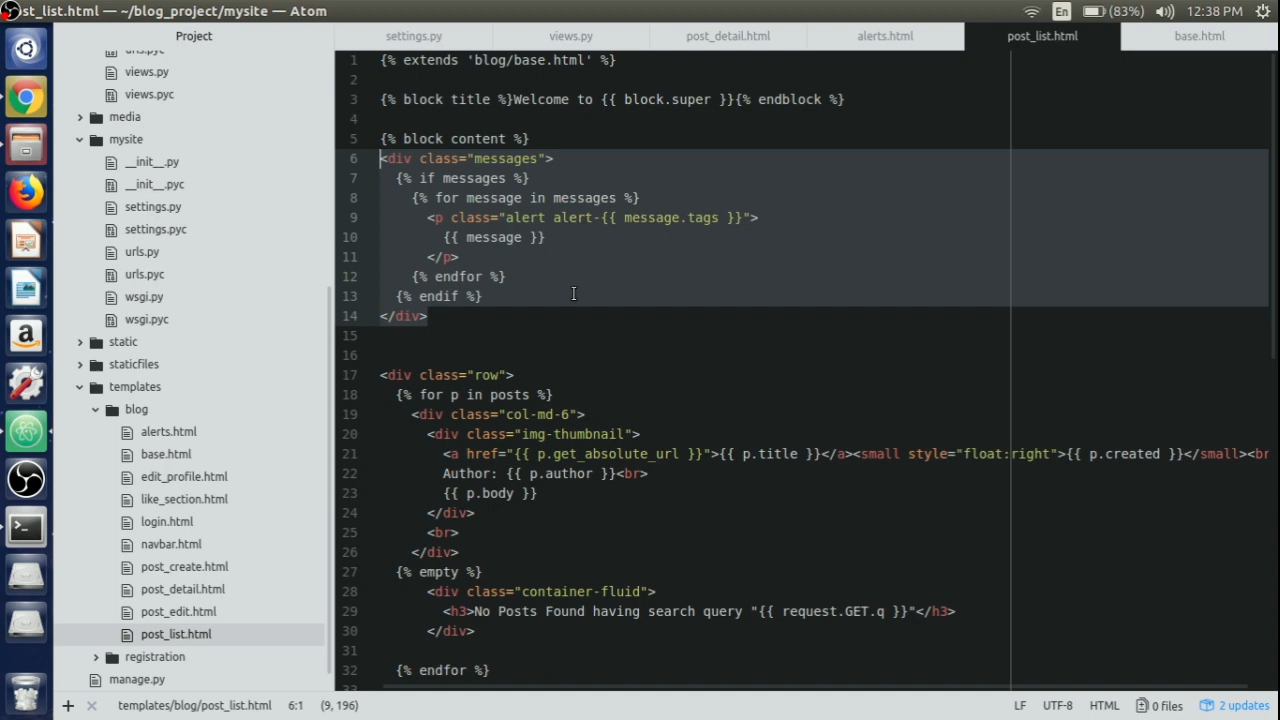 st_list.html — ~/blog_project/mysite — Atom
En
(83%)
12:38 PM
Project
settings.py
views.py
post_detail.html
alerts.html
post_list.html
base.html
urls.pyc
views.py
views.pyc
media
mysite
__init__.py
__init__.pyc
settings.py
settings.pyc
urls.py
urls.pyc
wsgi.py
wsgi.pyc
static
staticfiles
templates
blog
alerts.html
base.html
edit_profile.html
like_section.html
login.html
navbar.html
post_create.html
post_detail.html
post_edit.html
post_list.html
registration
manage.py
1 {% extends 'blog/base.html' %}
2
3 {% block title %}Welcome to {{ block.super }}{% endblock %}
4
5 {% block content %}
6 <div class="messages">
7 {% if messages %}
8 {% for message in messages %}
9 <p class="alert alert-{{ message.tags }}">
10 {{ message }}
11 </p>
12 {% endfor %}
13 {% endif %}
14 </div>
15
16
17 <div class="row">
18 {% for p in posts %}
19 <div class="col-md-6">
20 <div class="img-thumbnail">
21 <a href="{{ p.get_absolute_url }}">{{ p.title }}</a><small style="float:right">{{ p.created }}</small><br
22 Author: {{ p.author }}<br>
23 {{ p.body }}
24 </div>
25 <br>
26 </div>
27 {% empty %}
28 <div class="container-fluid">
29 <h3>No Posts Found having search query "{{ request.GET.q }}"</h3>
30 </div>
31
32 {% endfor %}
33
templates/blog/post_list.html 6:1 (9, 196)
LF UTF-8 HTML 0 files 2 updates